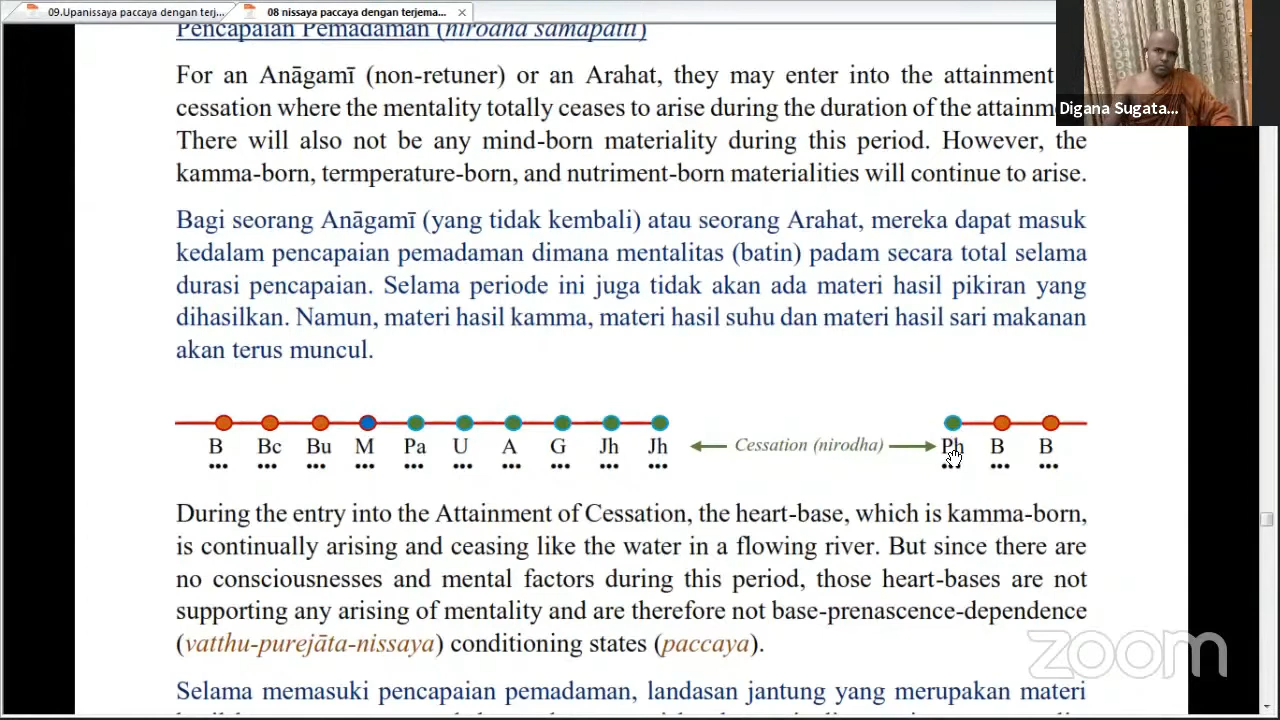 09.Upanissaya paccaya dengan terj...
08 nissaya paccaya dengan terjema...
Pencapaian Pemadaman (nirodha samāpatti)
For an Anāgamī (non-retuner) or an Arahat, they may enter into the attainment
cessation where the mentality totally ceases to arise during the duration of the
There will also not be any mind-born materiality during this period. However, the
kamma-born, termperature-born, and nutriment-born materialities will continue to arise.
Bagi seorang Anāgamī (yang tidak kembali) atau seorang Arahat, mereka dapat masuk
kedalam pencapaian pemadaman dimana mentalitas (batin) padam secara total selama
durasi pencapaian. Selama periode ini juga tidak akan ada materi hasil pikiran yang
dihasilkan. Namun, materi hasil kamma, materi hasil suhu dan materi hasil sari makanan
akan terus muncul.
B Bc Bu M Pa U A G Jh Jh Cessation (nirodha) Ph B B
During the entry into the Attainment of Cessation, the heart-base, which is kamma-born,
is continually arising and ceasing like the water in a flowing river. But since there are
no consciousnesses and mental factors during this period, those heart-bases are not
supporting any arising of mentality and are therefore not base-prenascence-dependence
(vatthu-purejāta-nissaya) conditioning states (paccaya).
Selama memasuki pencapaian pemadaman, landasan jantung yang merupakan materi
Digana Sugata...
zoom